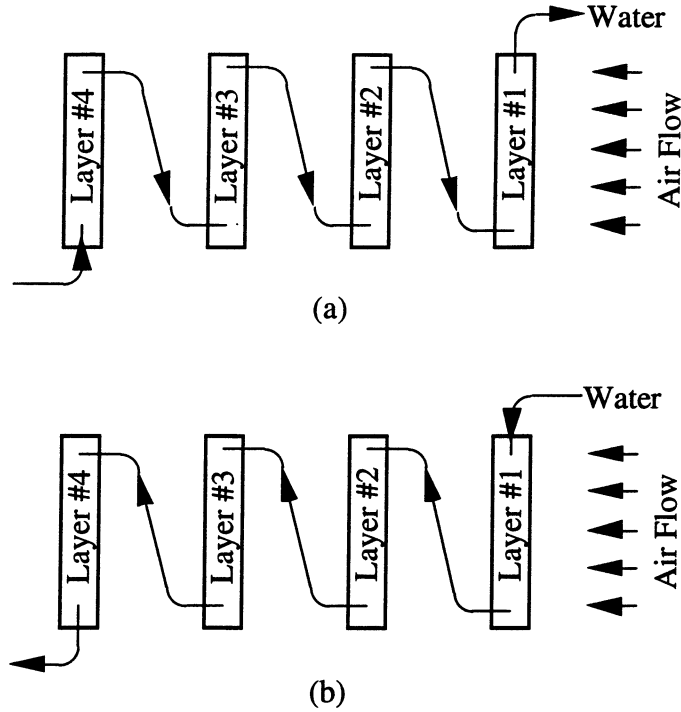 Water
Layer #4
Layer #3
Layer #2
Layer #1
Air Flow
(a)
Water
Layer #4
Layer #3
Layer #2
Layer #1
Air Flow
(b)